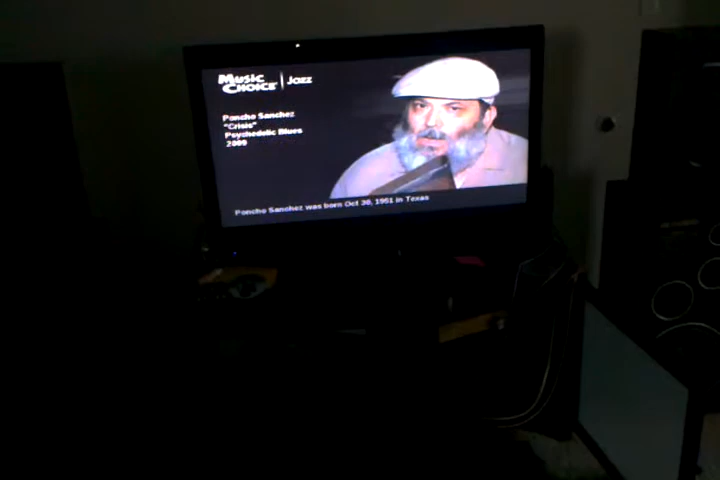 MUSIC CHOICE | Jazz
Poncho Sanchez
"Crisis"
Psychedelic Blues
2009
Poncho Sanchez was born Oct 30, 1951 in Texas